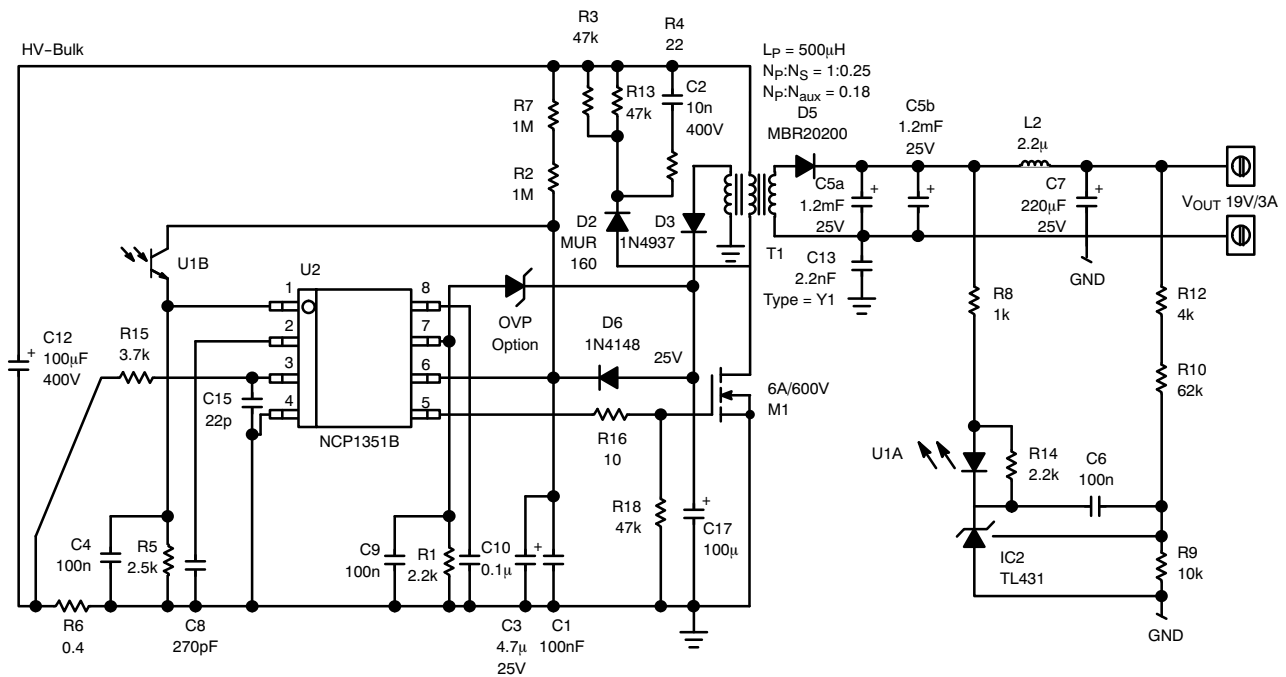 HV-Bulk
R3
47k
R4
22
R13
47k
C2
10n
400V
LP = 500μH
NP:NS = 1:0.25
NP:Naux = 0.18
D5
MBR20200
C5b
1.2mF
25V
L2
2.2μ
R7
1M
R2
1M
C5a
1.2mF
25V
C7
220μF
25V
VOUT 19V/3A
D2
MUR
160
D3
1N4937
T1
C13
2.2nF
Type = Y1
GND
U1B
U2
1
2
3
4
8
7
6
5
NCP1351B
OVP
Option
D6
1N4148
25V
R8
1k
R12
4k
R10
62k
C12
100μF
400V
R15
3.7k
C15
22p
R16
10
6A/600V
M1
U1A
R14
2.2k
C6
100n
R18
47k
C17
100μ
C4
100n
R5
2.5k
C9
100n
R1
2.2k
C10
0.1μ
IC2
TL431
R9
10k
R6
0.4
C8
270pF
C3
4.7μ
25V
C1
100nF
GND